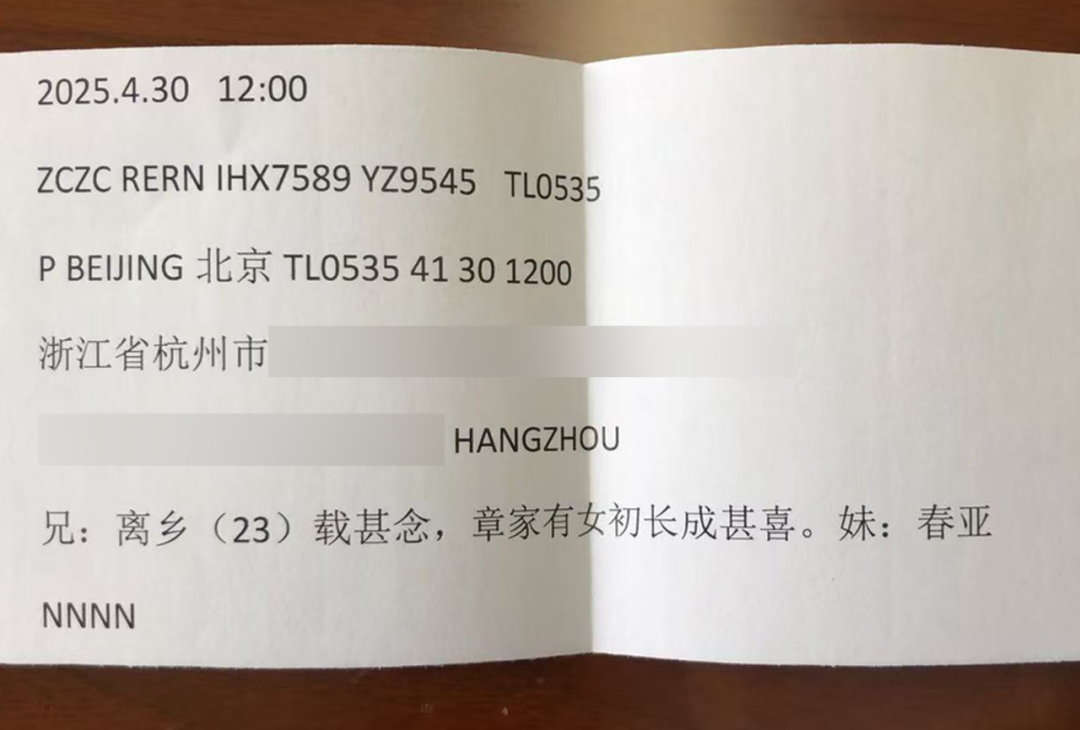 2025.4.30 12:00
ZCZC RERN IHX7589 YZ9545 TL0535
P BEIJING 北京 TL0535 41 30 1200
浙江省杭州市
HANGZHOU
兄：离乡（23）载甚念，章家有女初长成甚喜。妹：春亚
NNNN